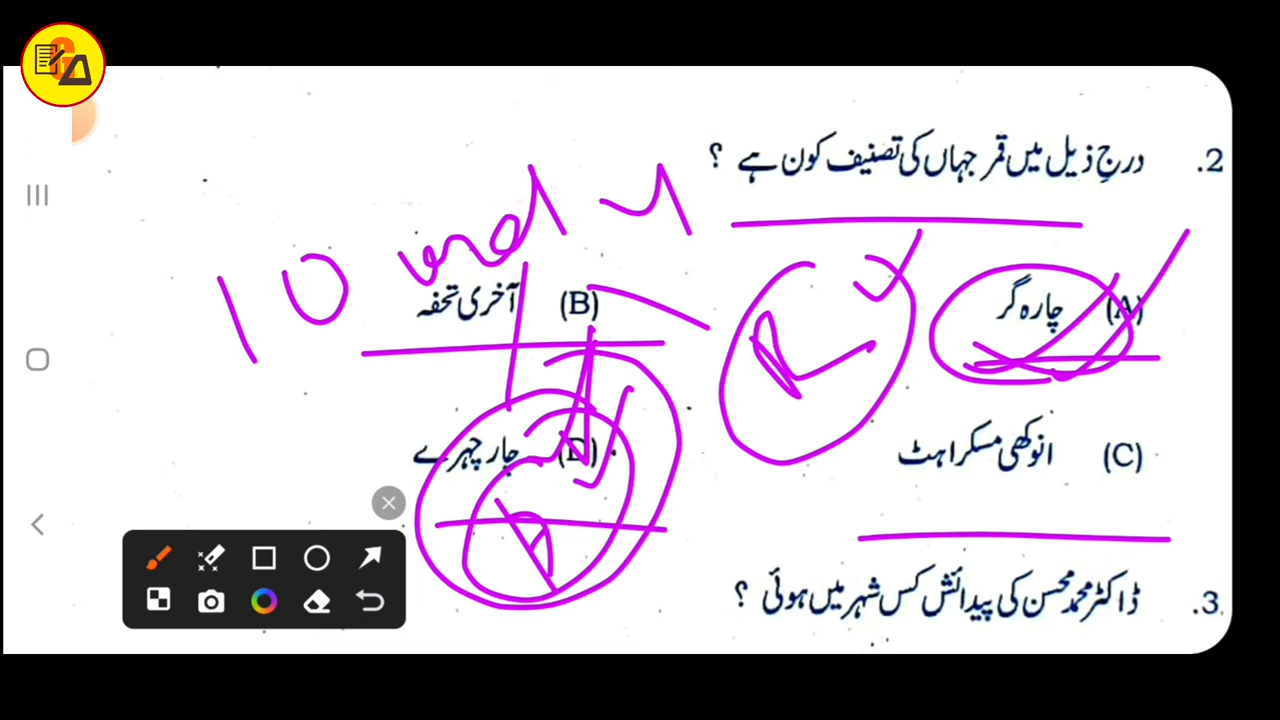 2. درجِ ذیل میں قمر جہاں کی تصنیف کون ہے ؟
(A) چارہ گر (B) آخری تحفہ
(C) انوکھی مسکراہٹ (D) چار چہرے
3. ڈاکٹر محمد محسن کی پیدائش کس شہر میں ہوئی ؟
10